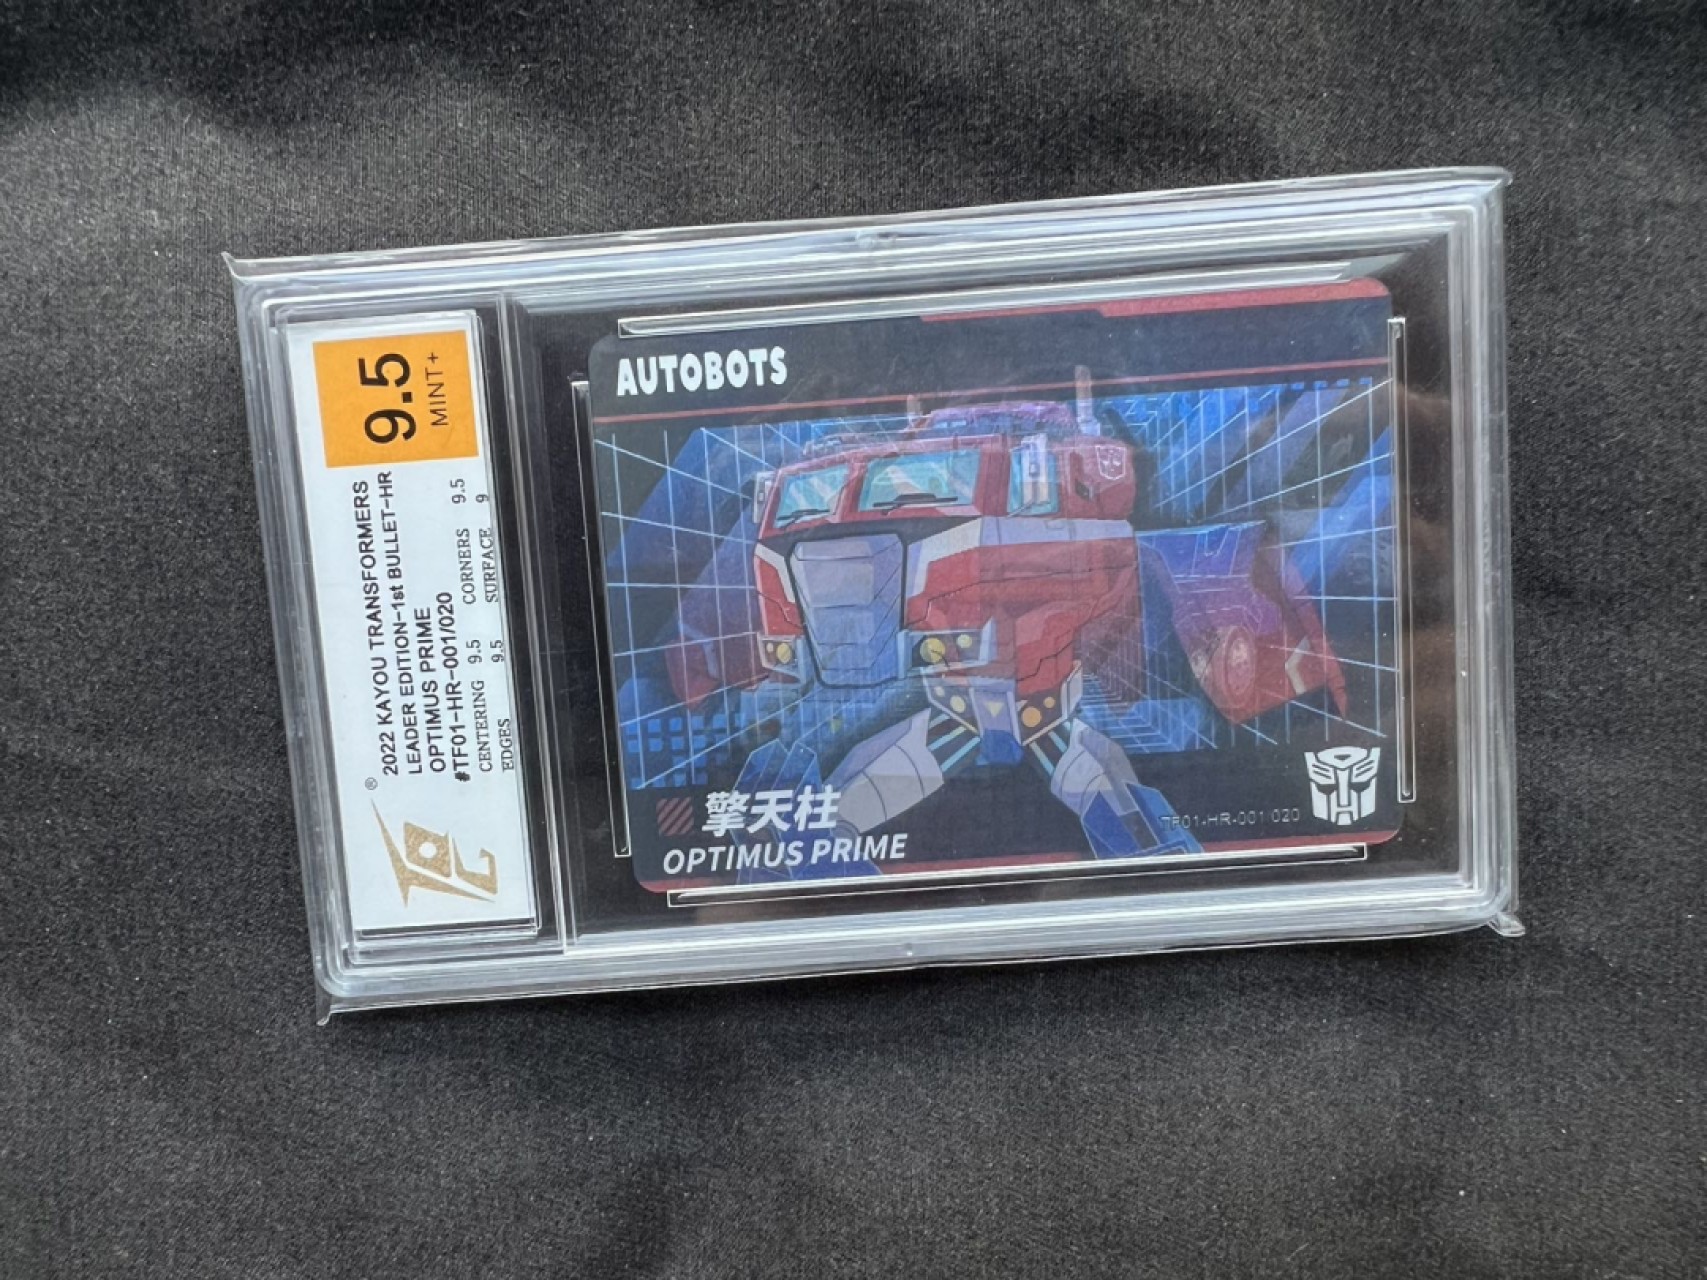 9.5
MINT+
2022 KAYOU TRANSFORMERS
LEADER EDITION-1st BULLET-HR
OPTIMUS PRIME
#TF01-HR-001/020
CENTERING 9.5 CORNERS 9.5
EDGES 9.5 SURFACE 9
®
AUTOBOTS
擎天柱
OPTIMUS PRIME
TF01-HR-001/020